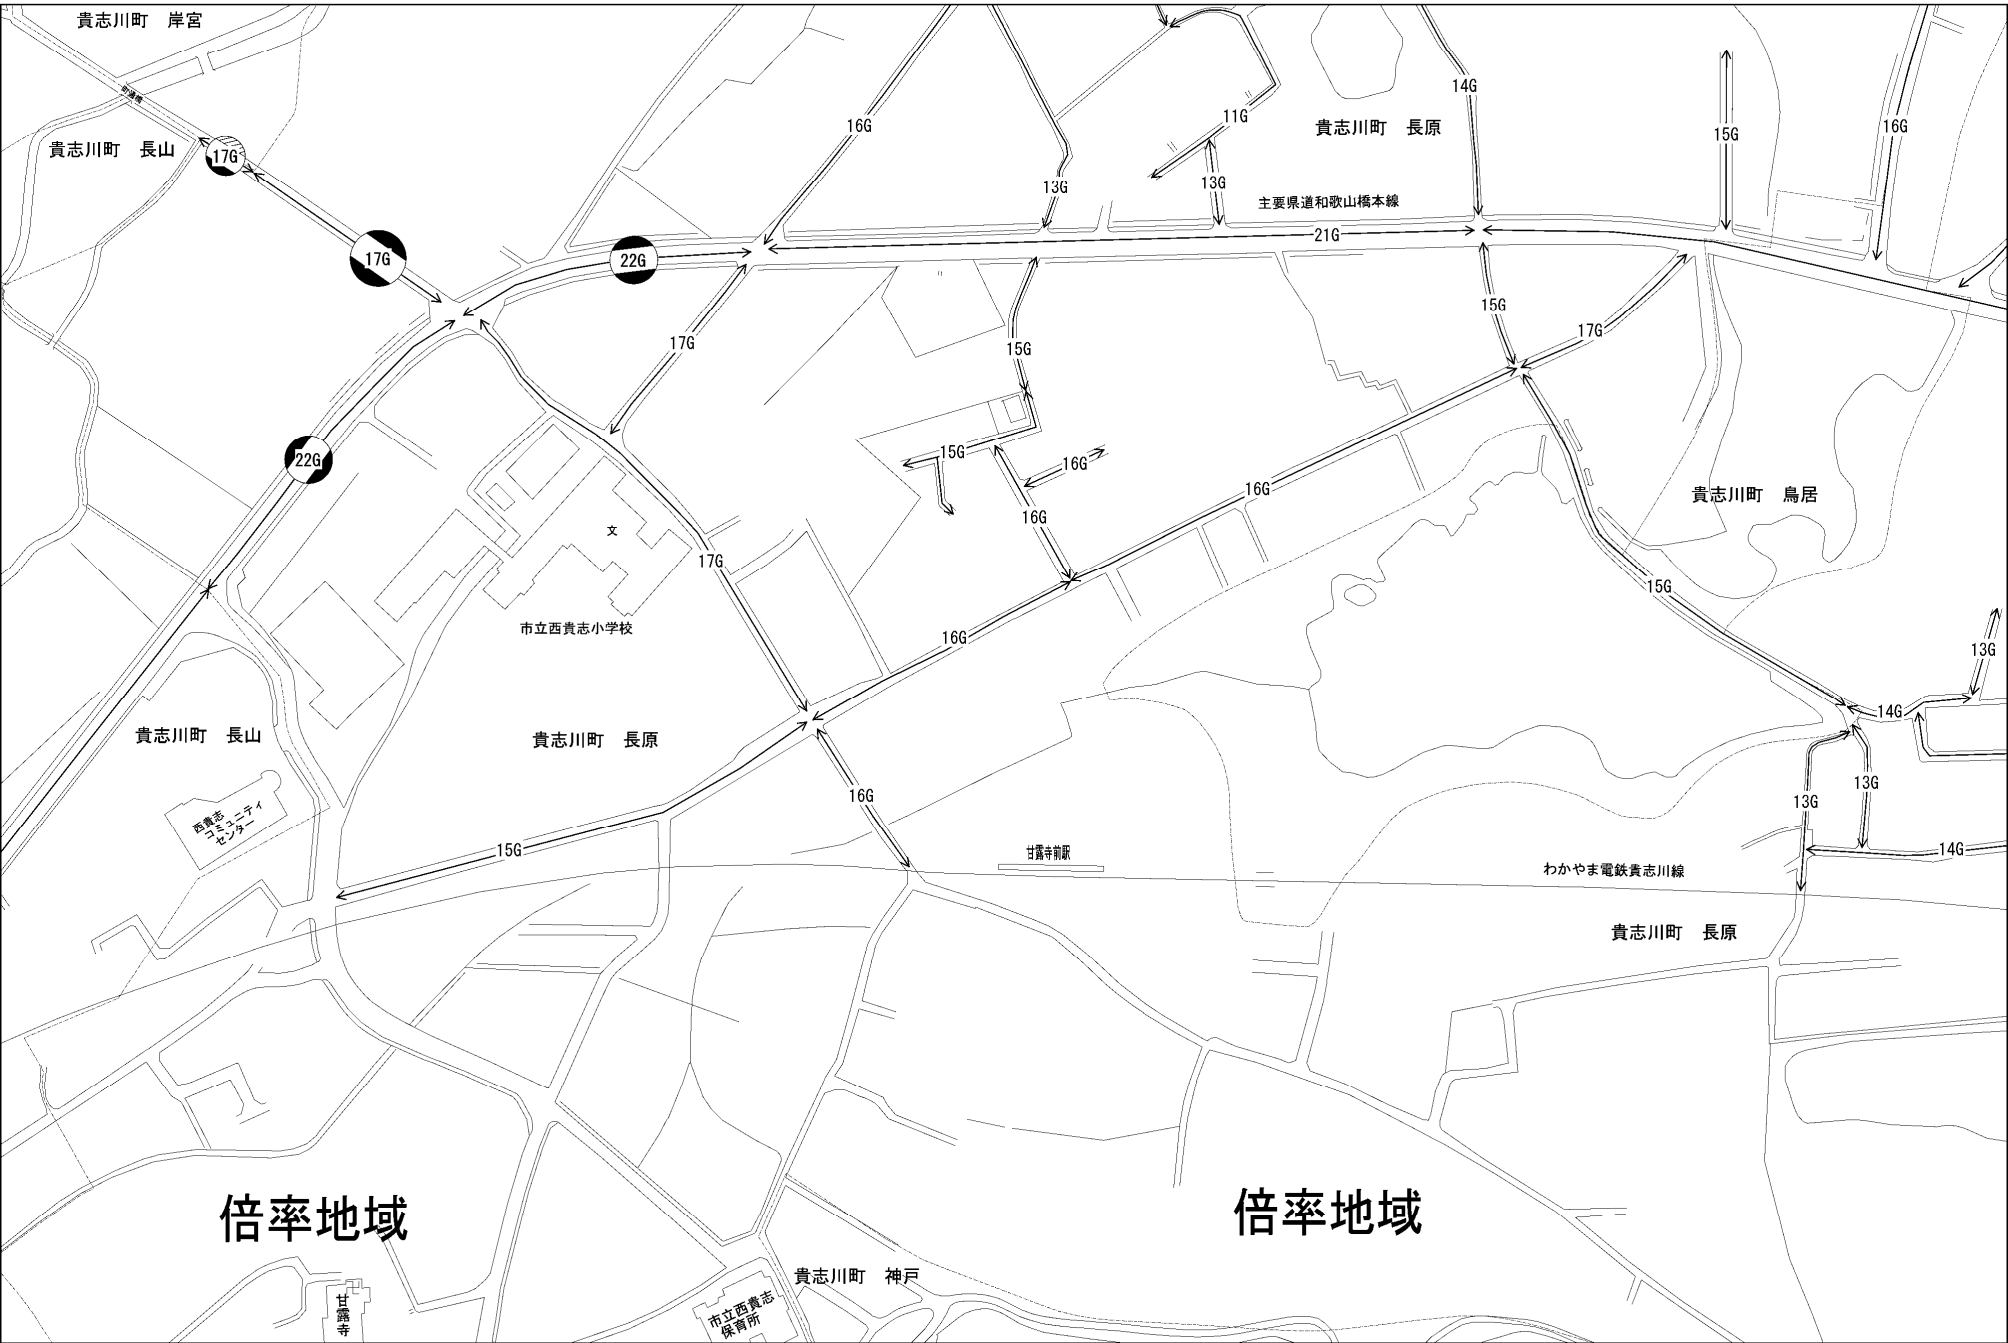 貴志川町　岸宮
町道橋
貴志川町　長山
17G
16G
14G
11G
貴志川町　長原
15G
16G
13G
13G
主要県道和歌山橋本線
17G
22G
21G
15G
17G
17G
15G
15G
16G
22G
16G
16G
貴志川町　鳥居
文
17G
15G
市立西貴志小学校
16G
13G
貴志川町　長山
貴志川町　長原
14G
西貴志
コミュニティ
センター
16G
13G
13G
15G
甘露寺前駅
14G
わかやま電鉄貴志川線
貴志川町　長原
倍率地域
倍率地域
貴志川町　神戸
甘露寺
市立西貴志
保育所